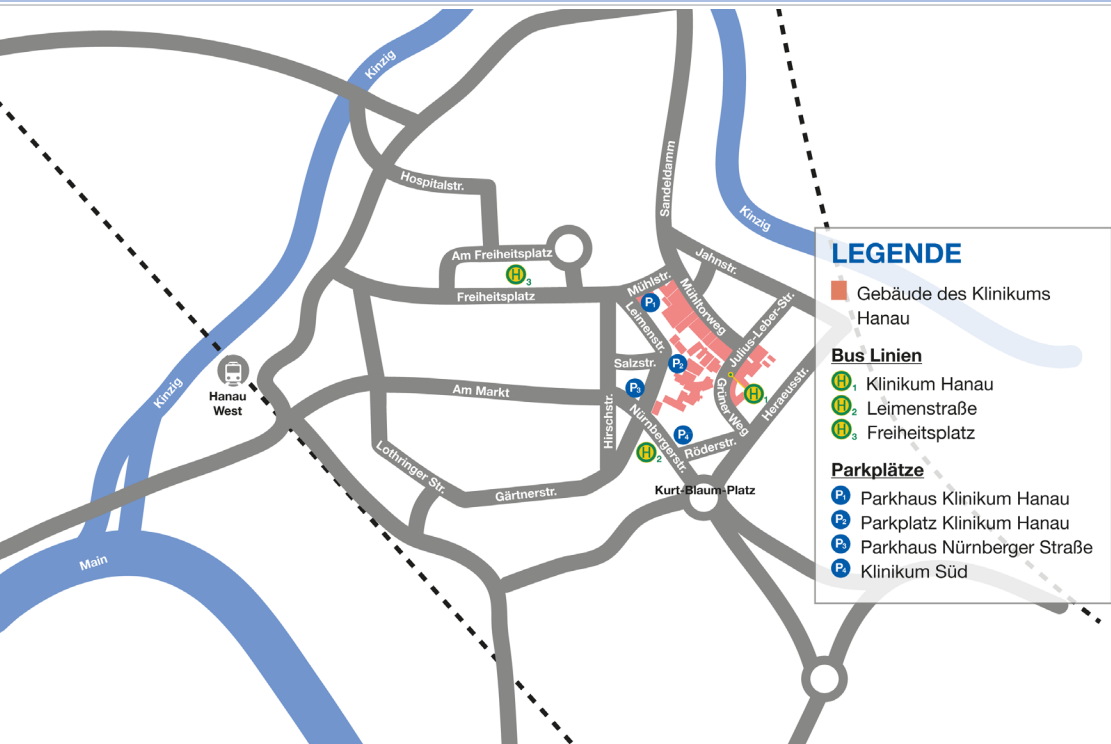 Kinzig
Sandeldamm
Hospitalstr.
Kinzig
Am Freiheitsplatz
H3
Freiheitsplatz
Jahnstr.
Mühlstr.
Mühltorweg
P1
Leimenstr.
Julius-Leber-Str.
Salzstr.
P2
H1
P3
Hanau
West
Kinzig
Am Markt
Hirschstr.
Nürnbergerstr.
Grüner Weg
Heraeusstr.
P4
H2
Röderstr.
Lothringer Str.
Gärtnerstr.
Kurt-Blaum-Platz
Main
LEGENDE
Gebäude des Klinikums
Hanau
Bus Linien
H1 Klinikum Hanau
H2 Leimenstraße
H3 Freiheitsplatz
Parkplätze
P1 Parkhaus Klinikum Hanau
P2 Parkplatz Klinikum Hanau
P3 Parkhaus Nürnberger Straße
P4 Klinikum Süd